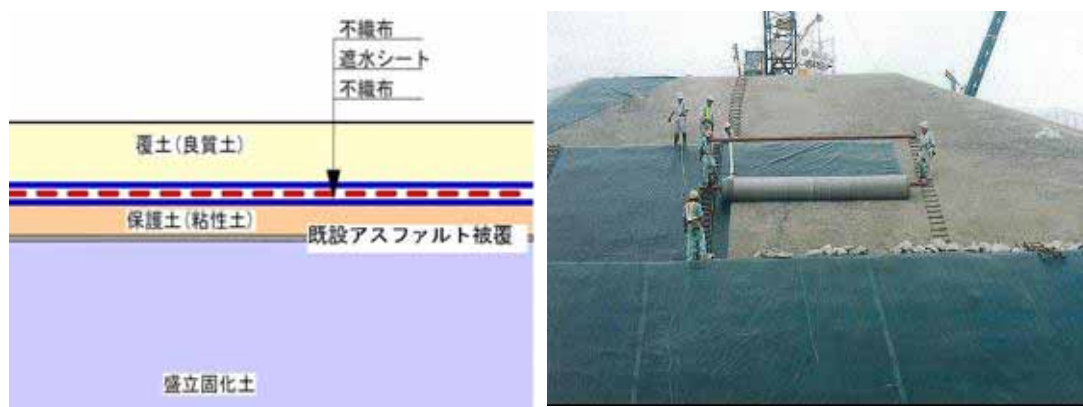 不織布
遮水シート
不織布
覆土(良質土)
保護土(粘性土)
既設アスファルト被覆
盛立固化土